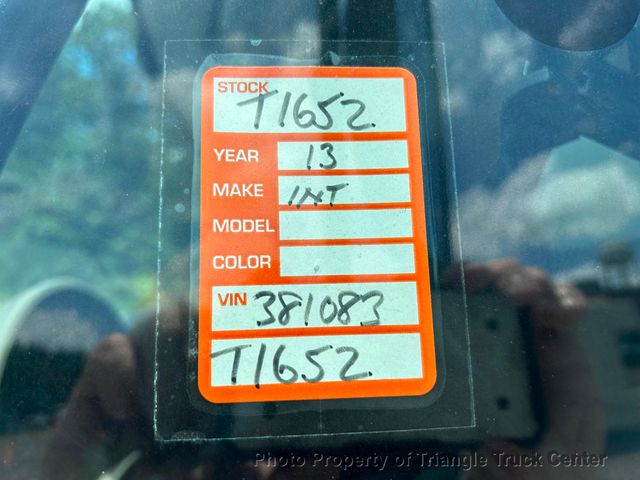 STOCK
T1652
YEAR 13
MAKE INT
MODEL
COLOR
VIN 381083
T1652
Photo Property of Triangle Truck Center